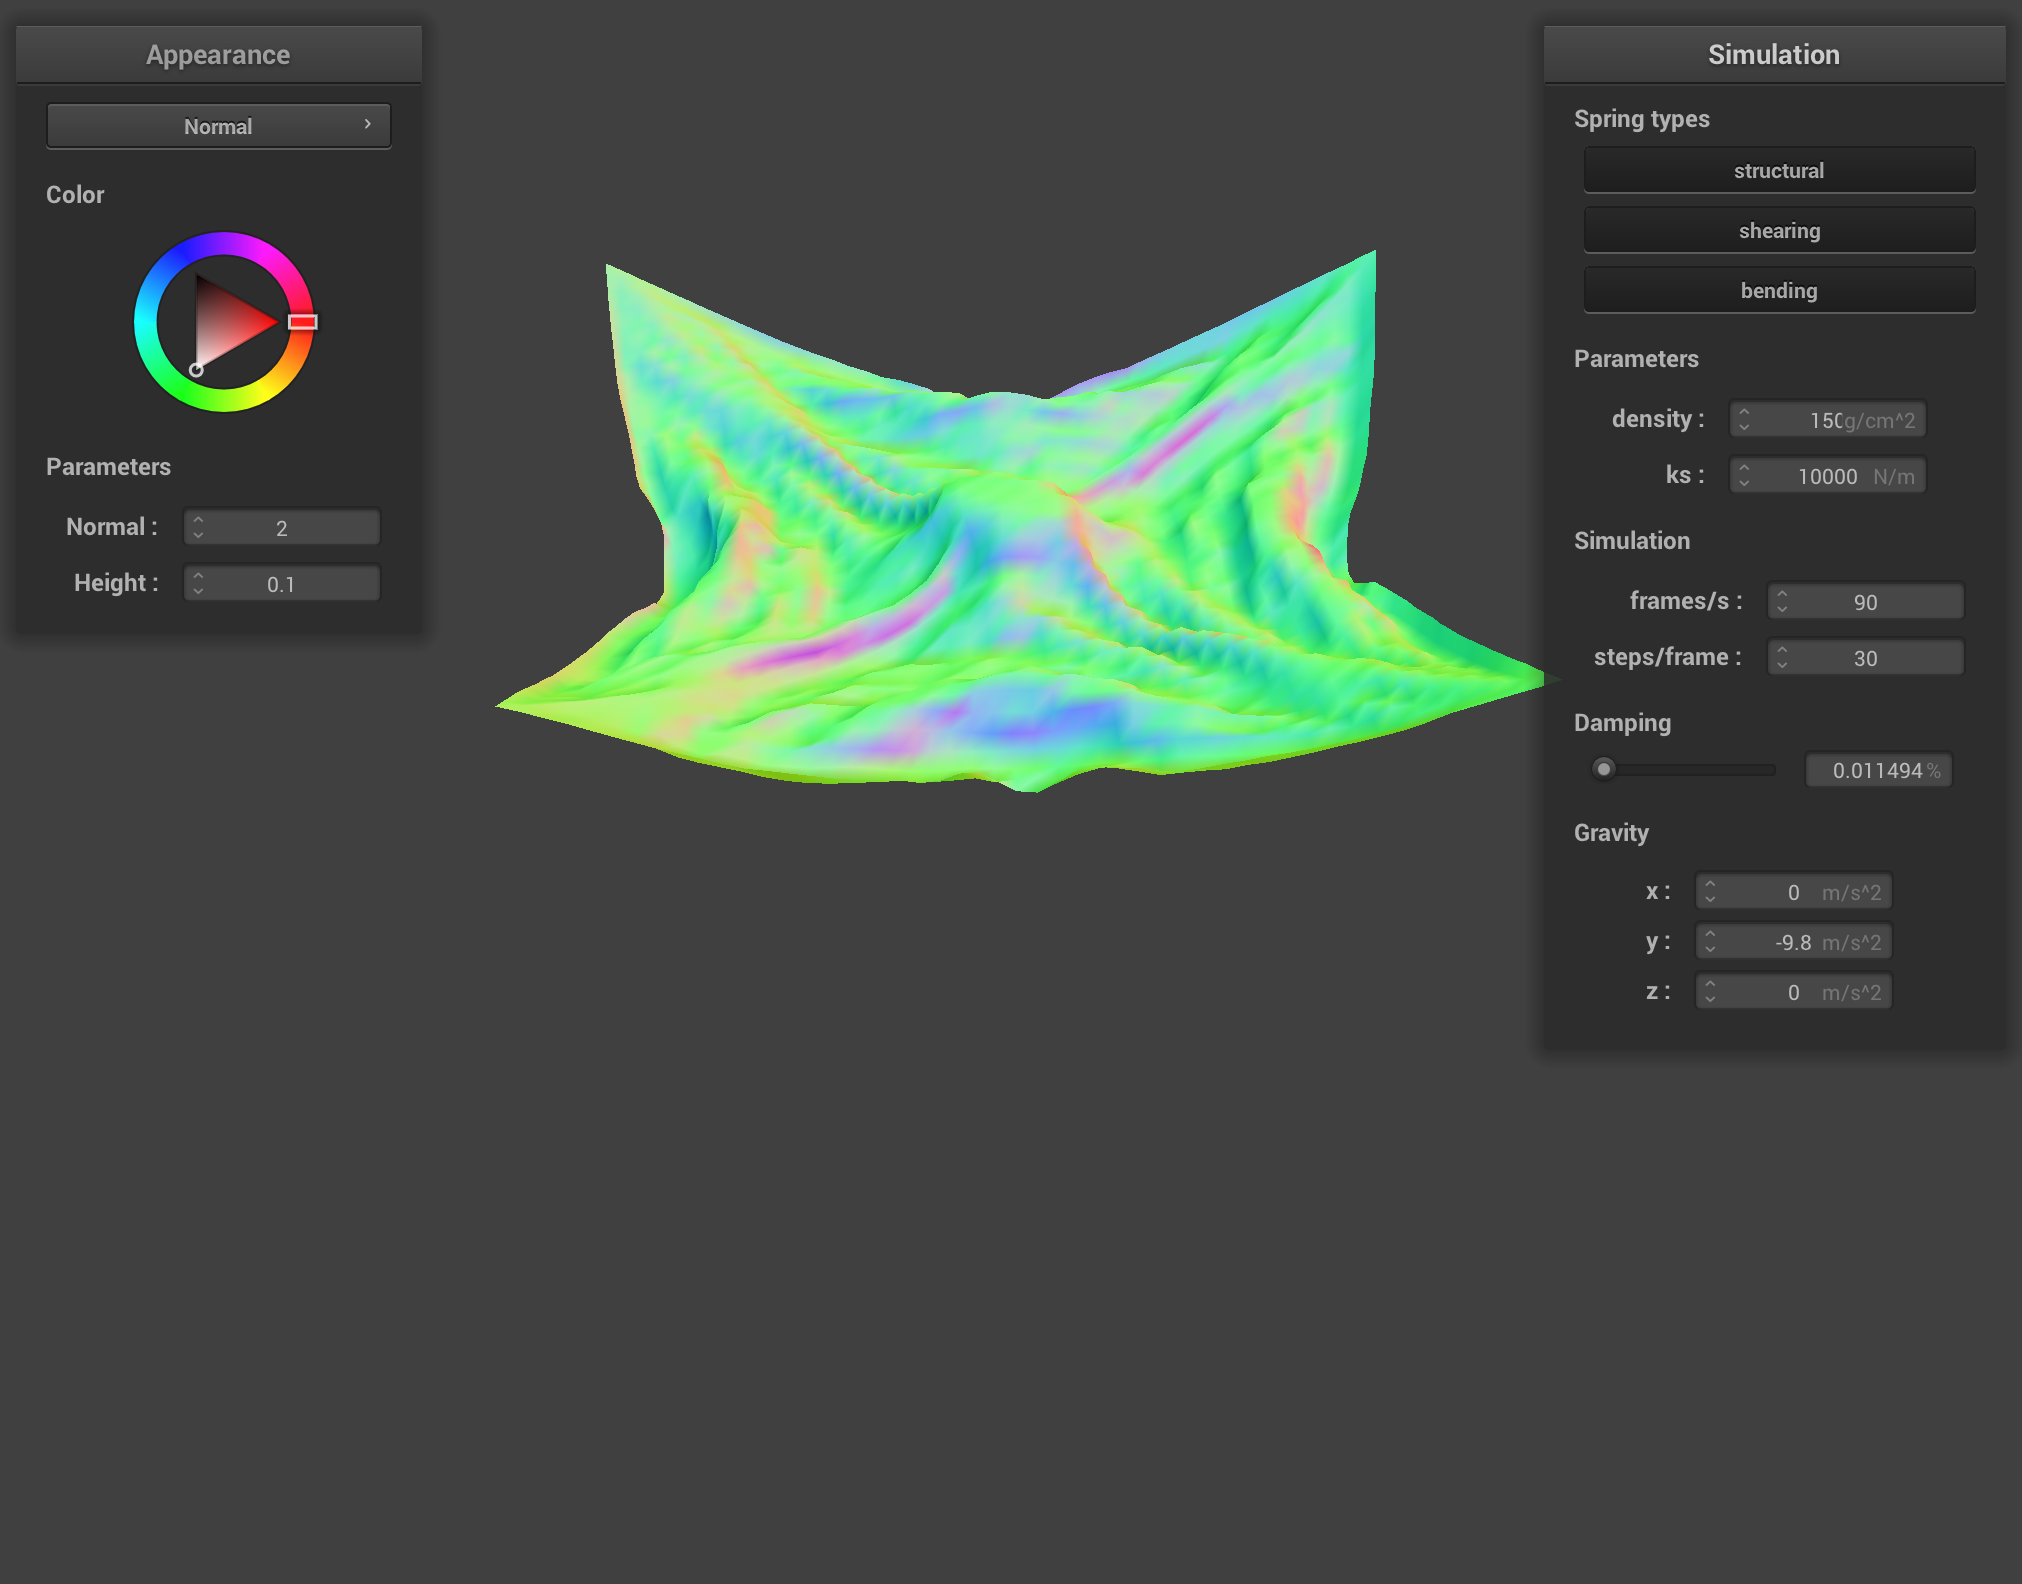 Appearance
Normal
Color
Parameters
Normal : 2
Height : 0.1
Simulation
Spring types
structural
shearing
bending
Parameters
density : 150g/cm^2
ks : 10000 N/m
Simulation
frames/s : 90
steps/frame : 30
Damping
0.011494 %
Gravity
x : 0 m/s^2
y : -9.8 m/s^2
z : 0 m/s^2